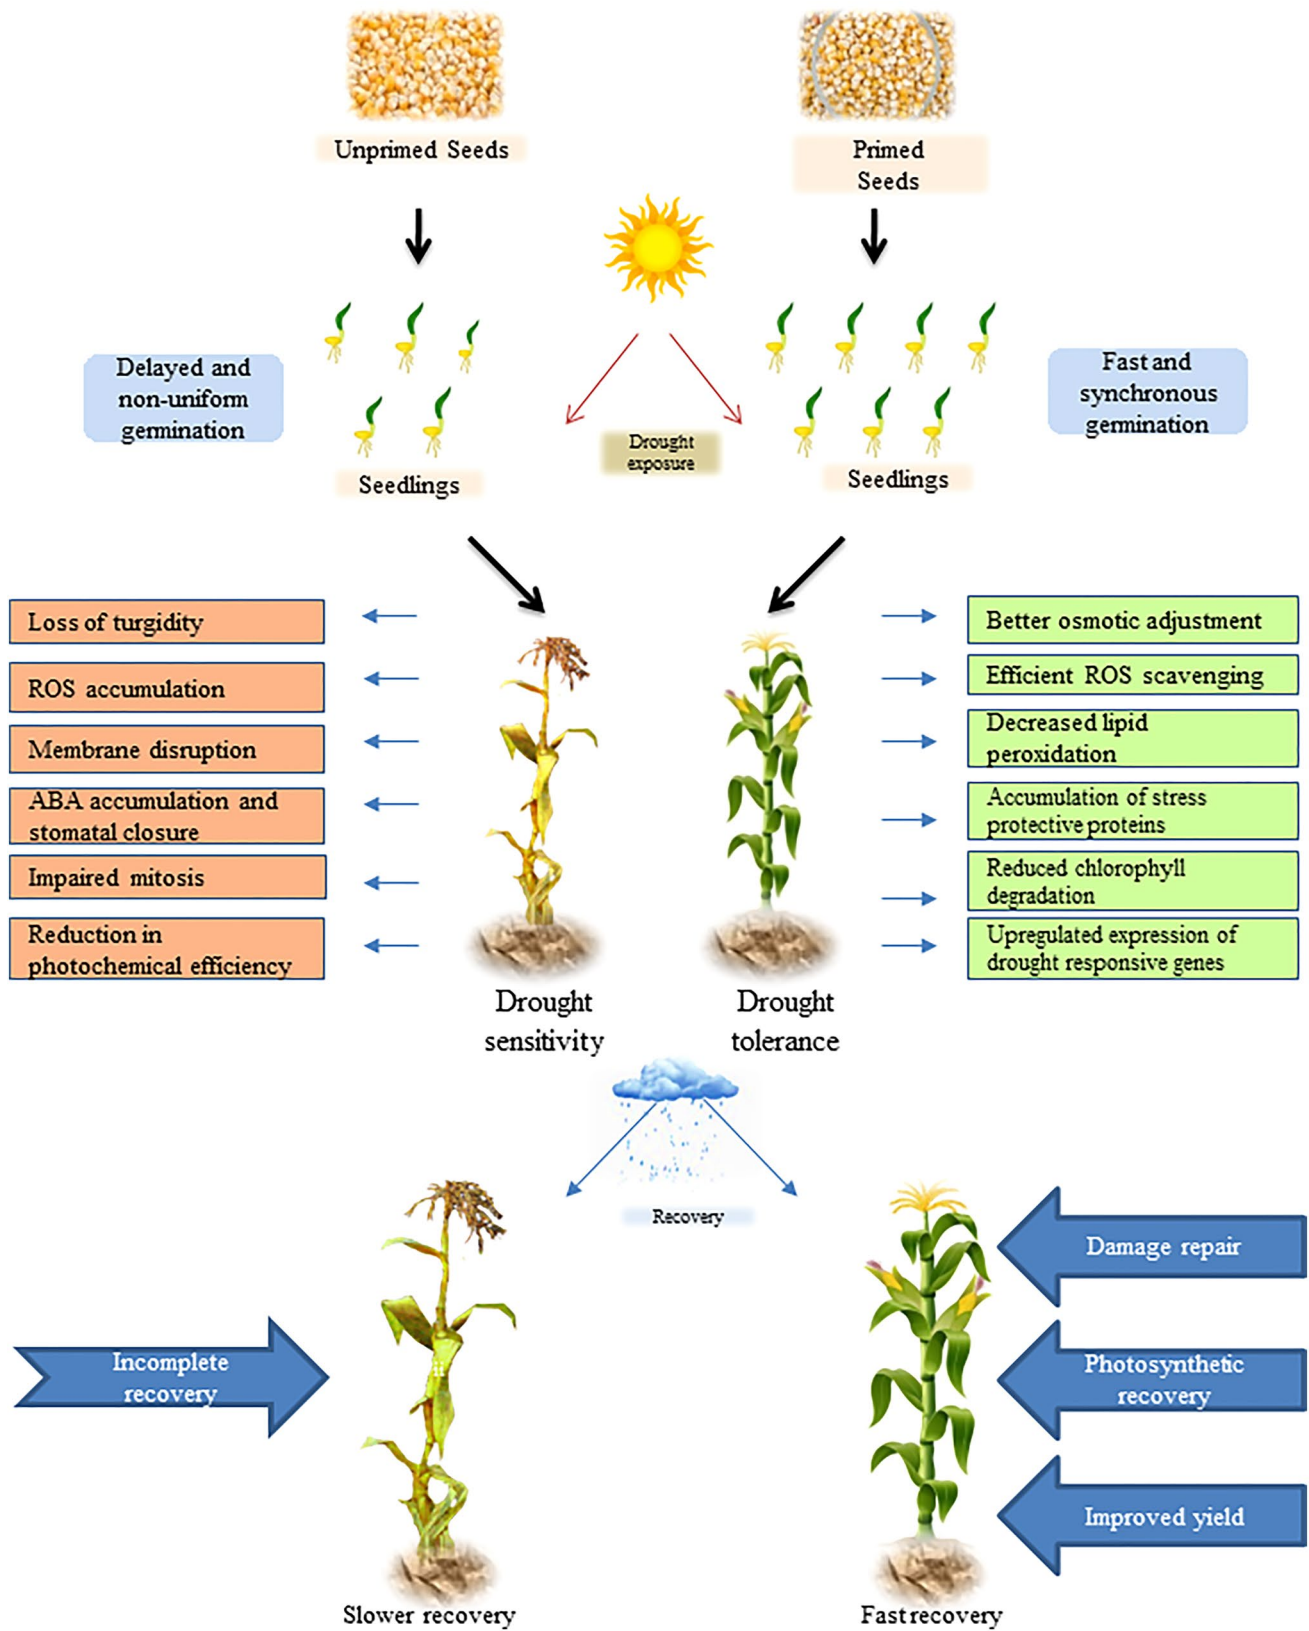 Unprimed Seeds
Primed
Seeds
Delayed and
non-uniform
germination
Fast and
synchronous
germination
Drought
exposure
Seedlings
Seedlings
Loss of turgidity
ROS accumulation
Membrane disruption
ABA accumulation and
stomatal closure
Impaired mitosis
Reduction in
photochemical efficiency
Better osmotic adjustment
Efficient ROS scavenging
Decreased lipid
peroxidation
Accumulation of stress
protective proteins
Reduced chlorophyll
degradation
Upregulated expression of
drought responsive genes
Drought
sensitivity
Drought
tolerance
Recovery
Incomplete
recovery
Damage repair
Photosynthetic
recovery
Improved yield
Slower recovery
Fast recovery